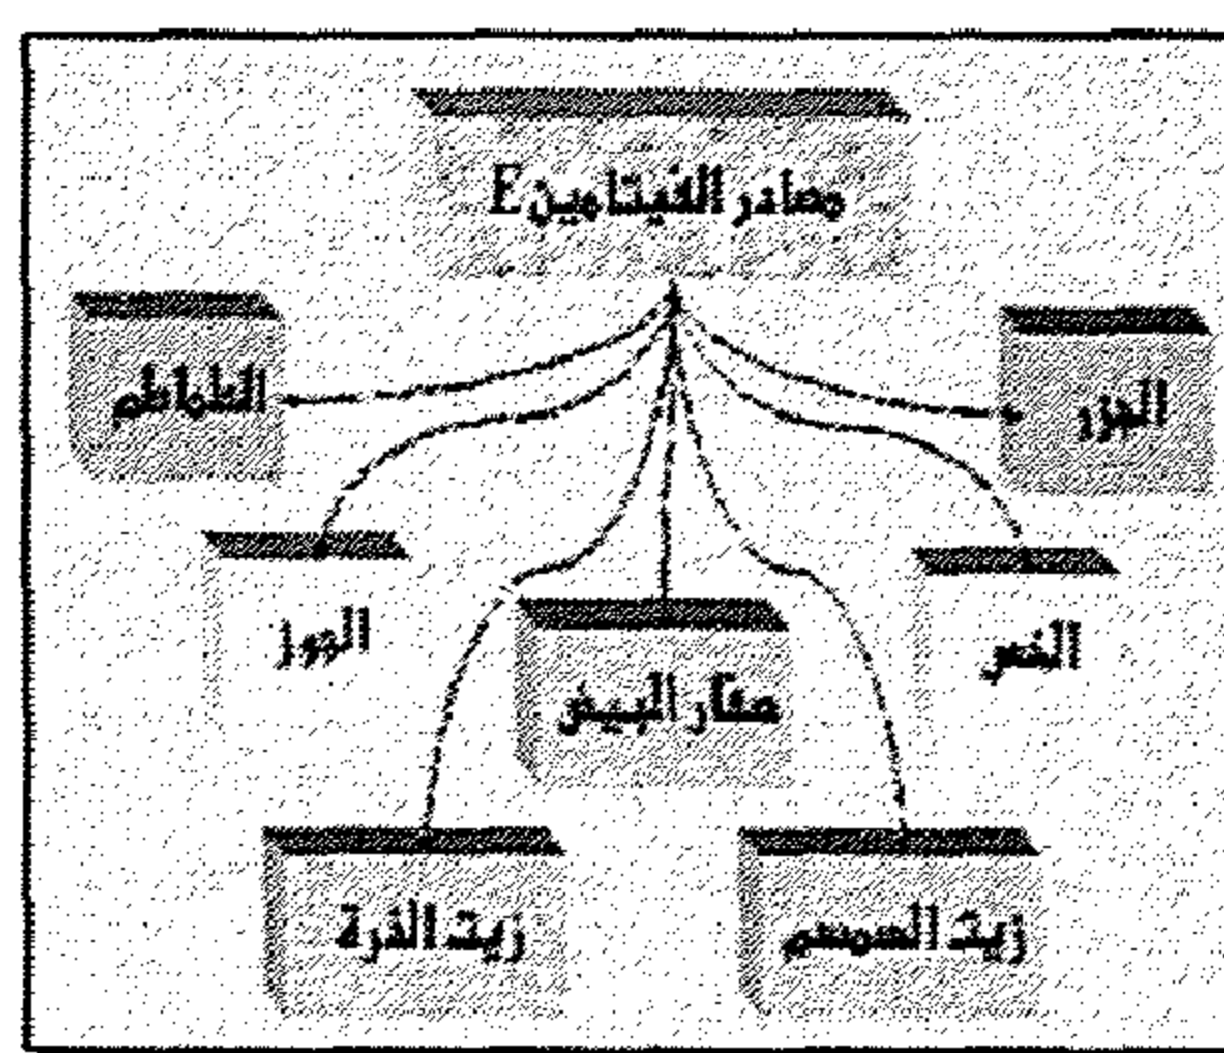 مصادر الفيتامين E
الجزر
الطماطم
الخس
الجوز
صفار البيض
زيت السمسم
زيت الذرة